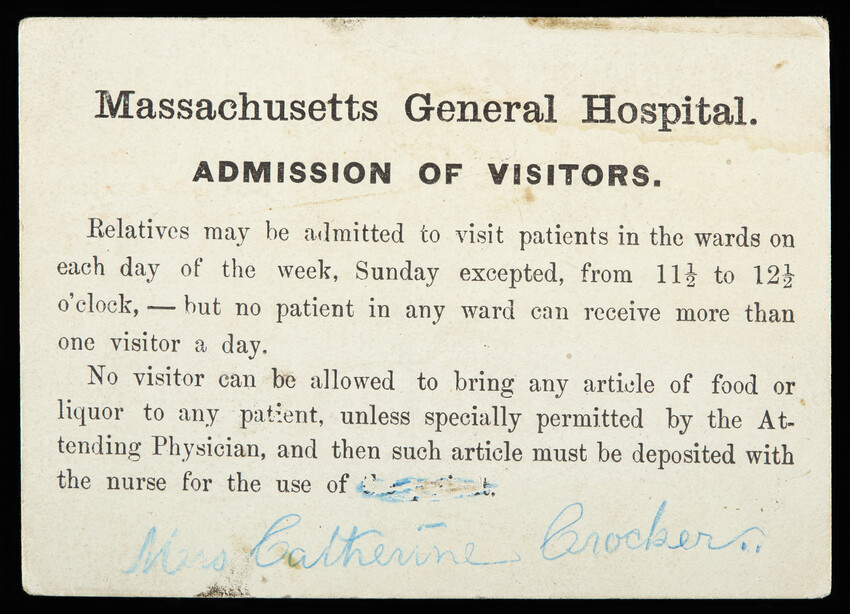 Massachusetts General Hospital.
ADMISSION OF VISITORS.
Relatives may be admitted to visit patients in the wards on
each day of the week, Sunday excepted, from 11½ to 12½
o'clock, — but no patient in any ward can receive more than
one visitor a day.
No visitor can be allowed to bring any article of food or
liquor to any patient, unless specially permitted by the At-
tending Physician, and then such article must be deposited with
the nurse for the use of
Mrs Catherine Crocker..